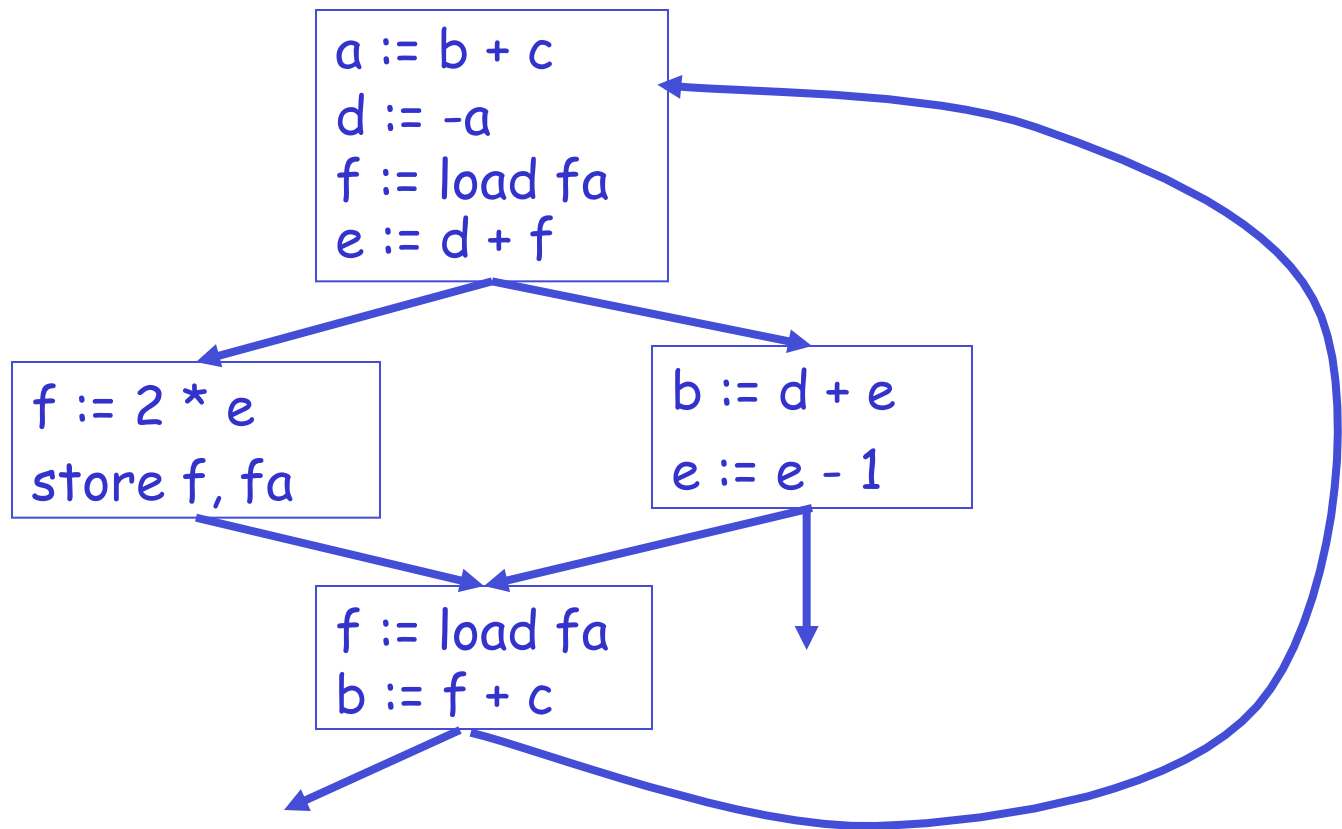 a := b + c
d := -a
f := load fa
e := d + f
f := 2 * e
store f, fa
b := d + e
e := e - 1
f := load fa
b := f + c